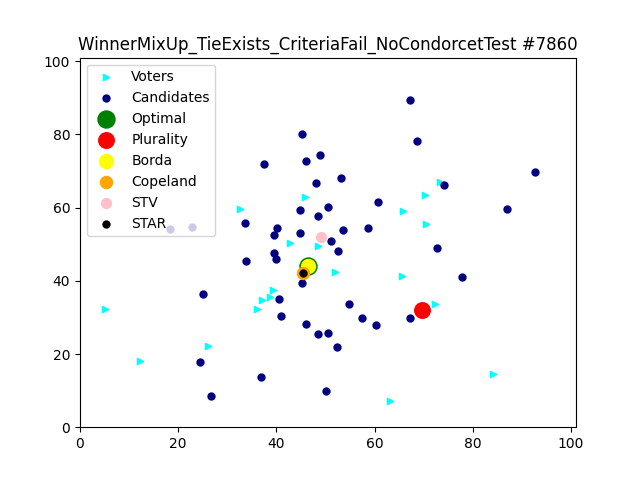 WinnerMixUp_TieExists_CriteriaFail_NoCondorcetTest #7860
Voters
Candidates
Optimal
Plurality
Borda
Copeland
STV
STAR
100
80
60
40
20
0
0 20 40 60 80 100